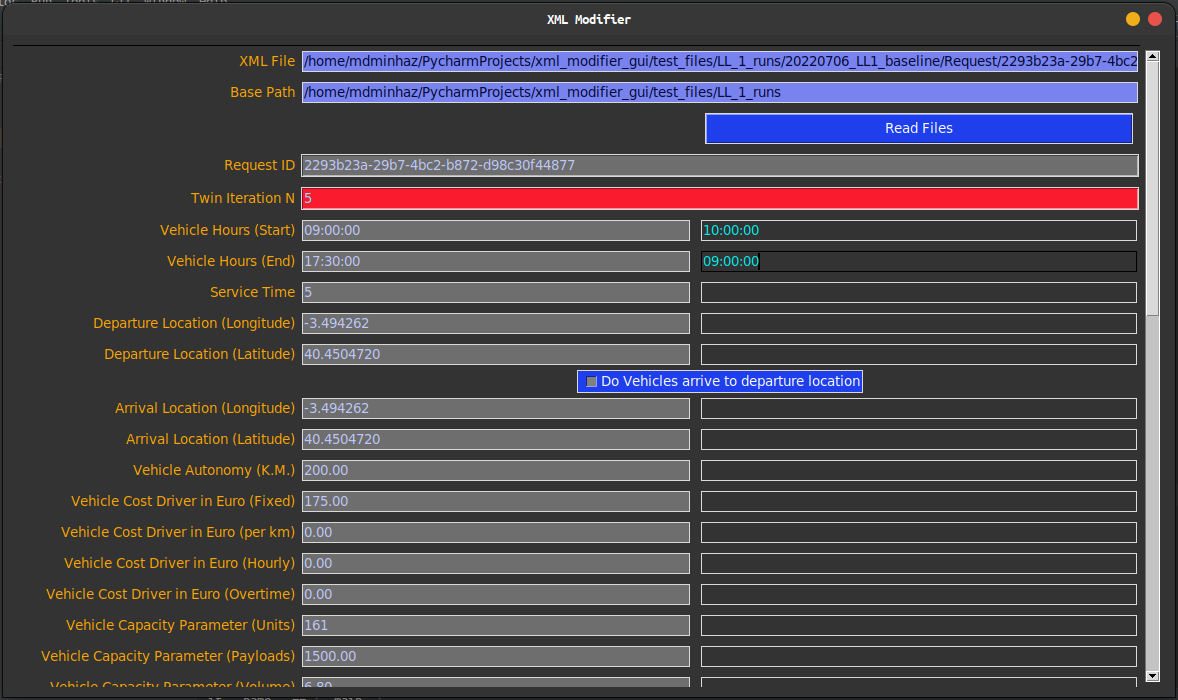 XML Modifier
XML File /home/mdminhaz/PycharmProjects/xml_modifier_gui/test_files/LL_1_runs/20220706_LL1_baseline/Request/2293b23a-29b7-4bc2
Base Path /home/mdminhaz/PycharmProjects/xml_modifier_gui/test_files/LL_1_runs
Read Files
Request ID 2293b23a-29b7-4bc2-b872-d98c30f44877
Twin Iteration N 5
Vehicle Hours (Start) 09:00:00 10:00:00
Vehicle Hours (End) 17:30:00 09:00:00
Service Time 5
Departure Location (Longitude) -3.494262
Departure Location (Latitude) 40.4504720
Do Vehicles arrive to departure location
Arrival Location (Longitude) -3.494262
Arrival Location (Latitude) 40.4504720
Vehicle Autonomy (K.M.) 200.00
Vehicle Cost Driver in Euro (Fixed) 175.00
Vehicle Cost Driver in Euro (per km) 0.00
Vehicle Cost Driver in Euro (Hourly) 0.00
Vehicle Cost Driver in Euro (Overtime) 0.00
Vehicle Capacity Parameter (Units) 161
Vehicle Capacity Parameter (Payloads) 1500.00
Vehicle Capacity Parameter (Volume) 6.80